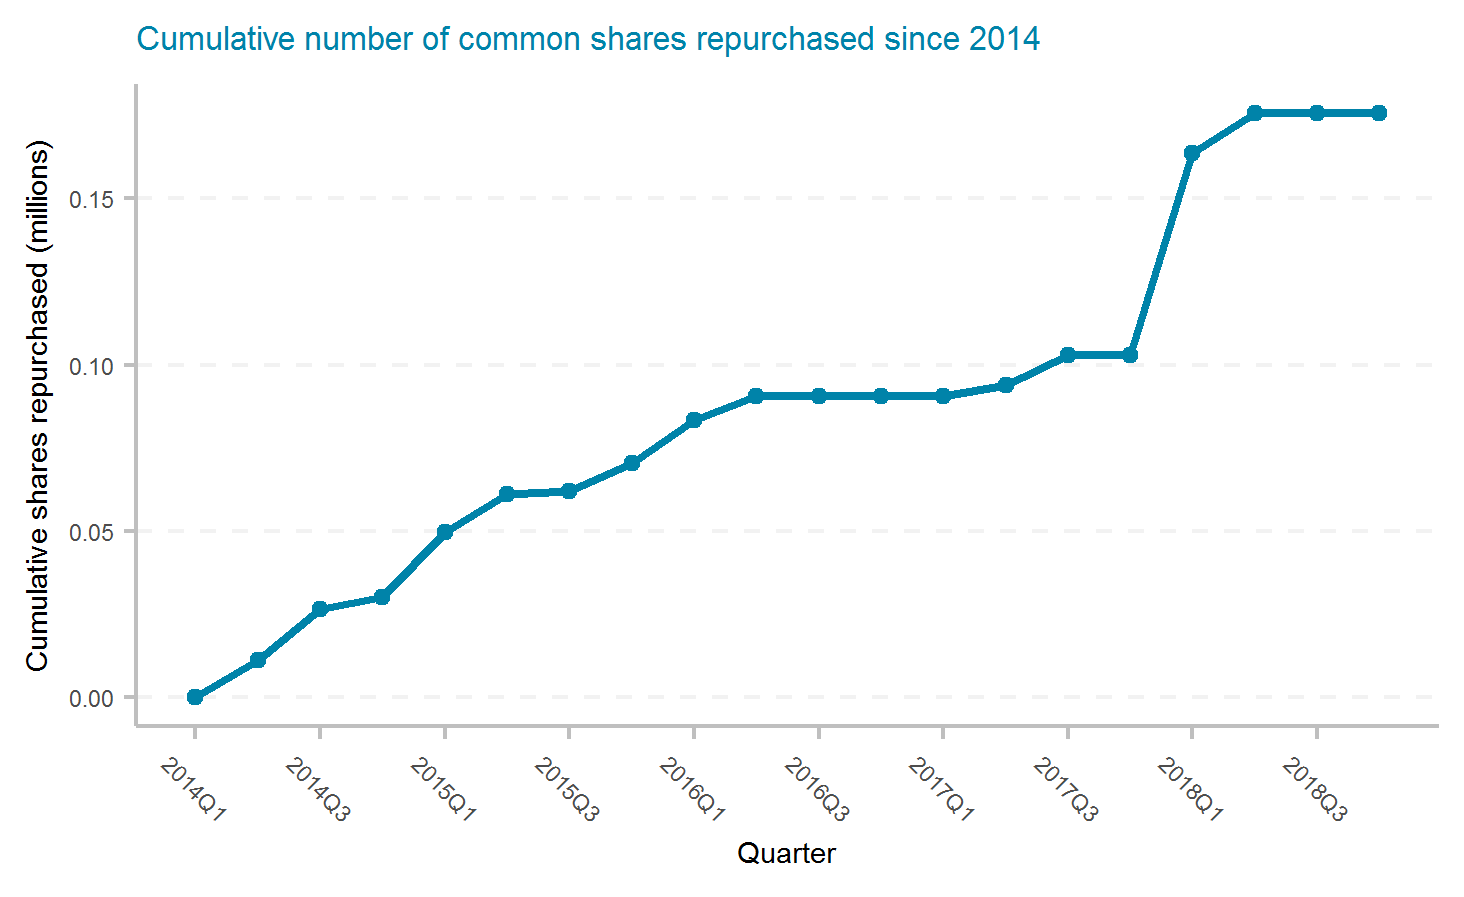 Cumulative number of common shares repurchased since 2014
Cumulative shares repurchased (millions)
0.15
0.10
0.05
0.00
2014Q1
2014Q3
2015Q1
2015Q3
2016Q1
2016Q3
2017Q1
2017Q3
2018Q1
2018Q3
Quarter